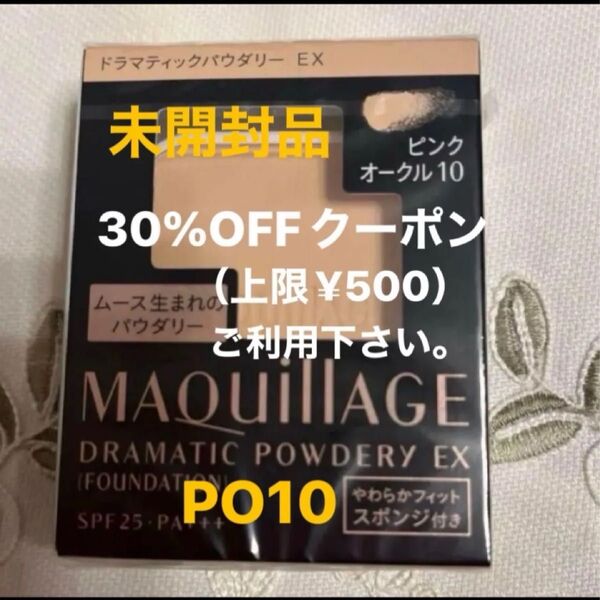 ドラマティックパウダリー EX
未開封品
ピンク
オークル10
30%OFFクーポン
（上限¥500）
ムース生まれの
パウダリー
ご利用下さい。
MAQuillAGE
DRAMATIC POWDERY EX
(FOUNDATION)
PO10
やわらかフィット
スポンジ付き
SPF25・PA+++